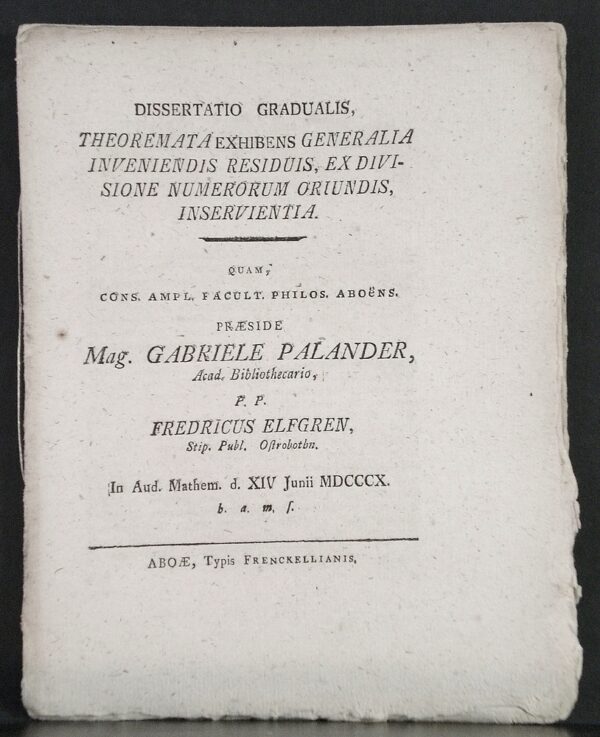 DISSERTATIO GRADUALIS,
THEOREMATA EXHIBENS GENERALIA
INVENIENDIS RESIDUIS, EX DIVI-
SIONE NUMERORUM ORIUNDIS,
INSERVIENTIA.
QUAM,
CONS. AMPL. FACULT. PHILOS. ABOËNS.
PRÆSIDE
Mag. GABRIELE PALANDER,
Acad. Bibliothecario,
P. P.
FREDRICUS ELFGREN,
Stip. Publ. Oſtrobotbn.
In Aud. Mathem. d. XIV Junii MDCCCX.
h. a. m. ſ.
ABOÆ, Typis FRENCKELLIANIS.